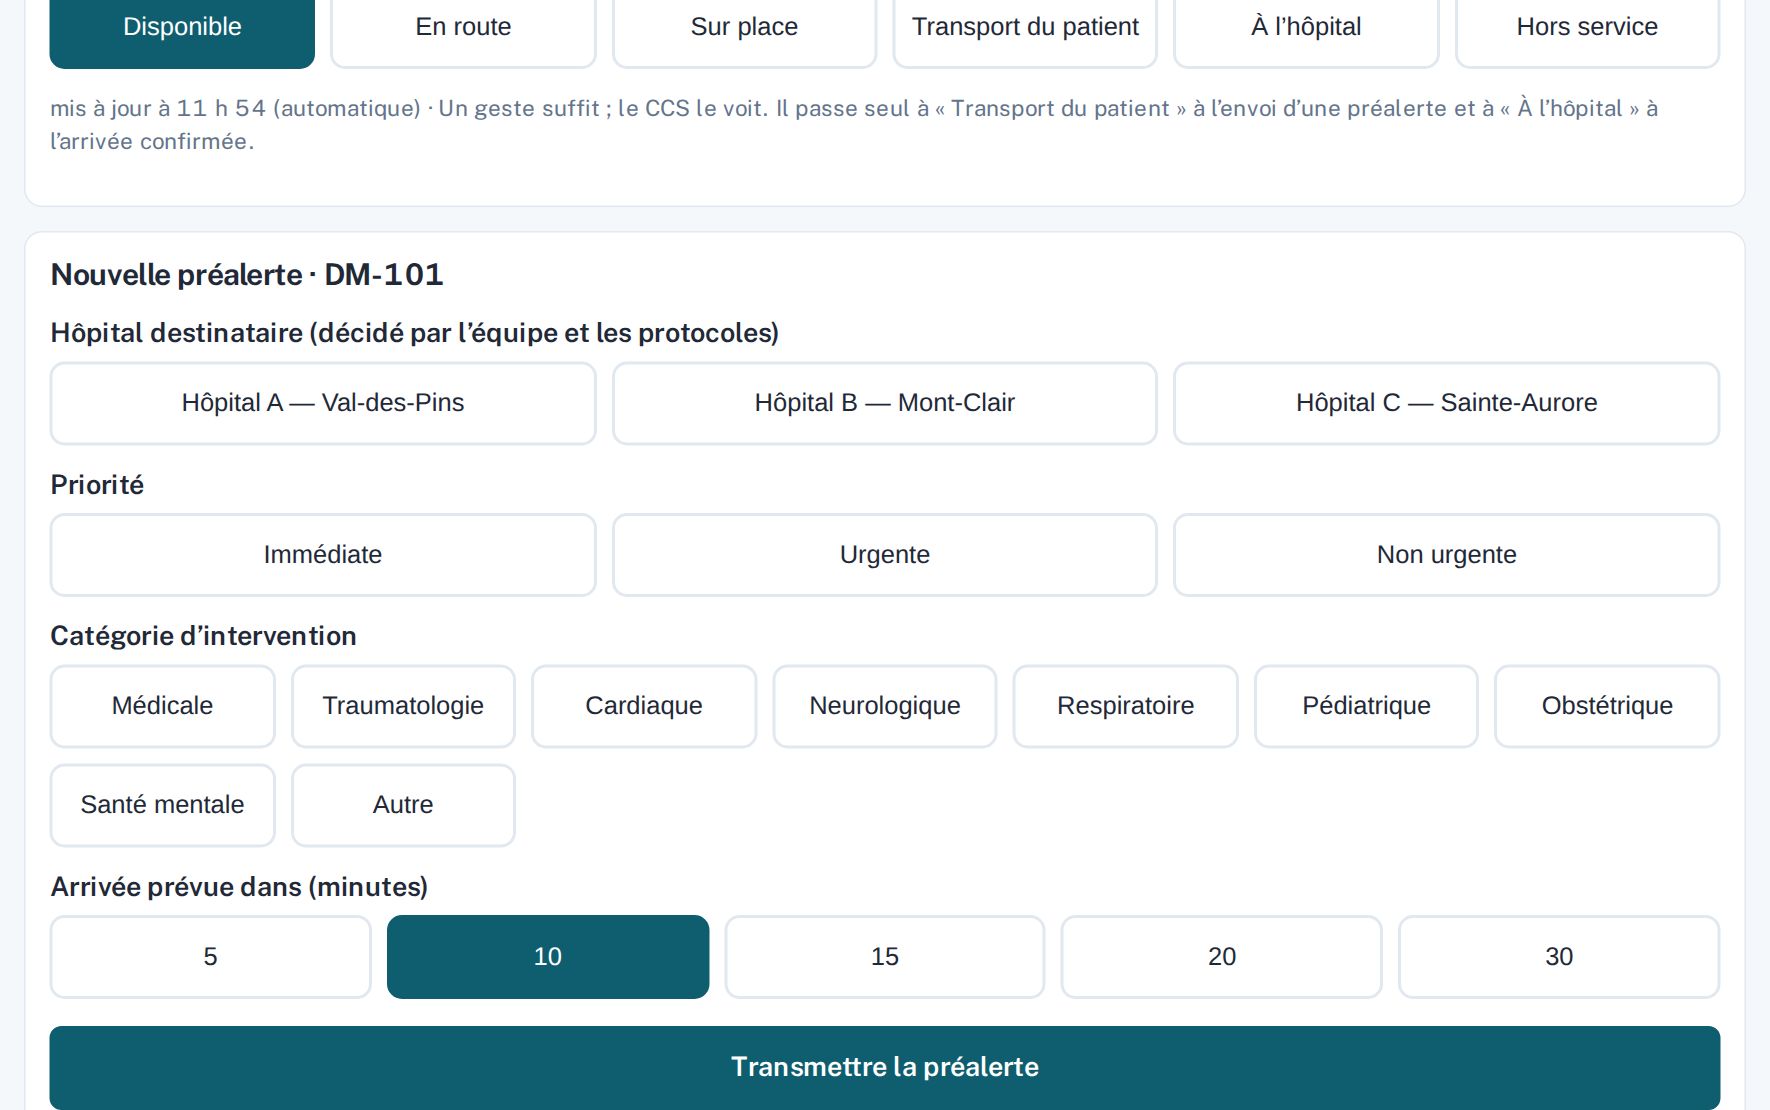 Disponible
En route
Sur place
Transport du patient
À l’hôpital
Hors service
mis à jour à 11 h 54 (automatique) · Un geste suffit ; le CCS le voit. Il passe seul à « Transport du patient » à l’envoi d’une préalerte et à « À l’hôpital » à
l’arrivée confirmée.
Nouvelle préalerte · DM-101
Hôpital destinataire (décidé par l’équipe et les protocoles)
Hôpital A — Val-des-Pins
Hôpital B — Mont-Clair
Hôpital C — Sainte-Aurore
Priorité
Immédiate
Urgente
Non urgente
Catégorie d’intervention
Médicale
Traumatologie
Cardiaque
Neurologique
Respiratoire
Pédiatrique
Obstétrique
Santé mentale
Autre
Arrivée prévue dans (minutes)
5
10
15
20
30
Transmettre la préalerte